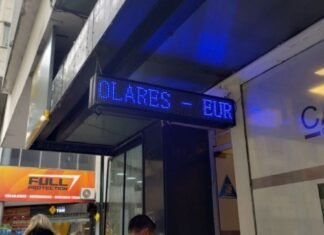 OLARES - EUR
FULL
PROTECTION
C